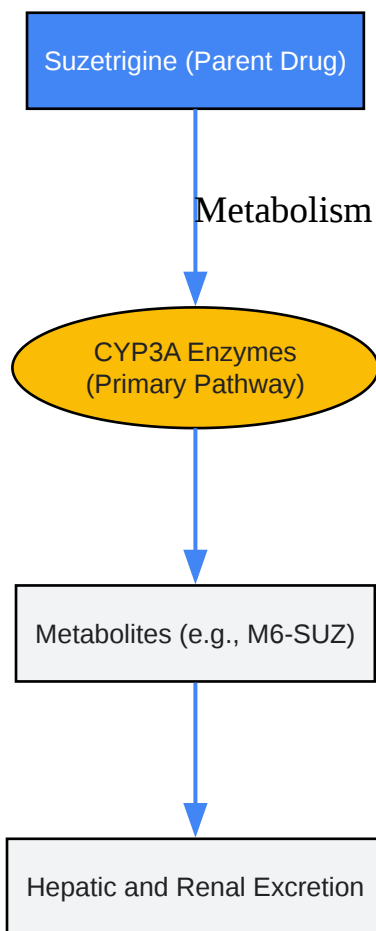 Suzetrigine (Parent Drug)
Metabolism
CYP3A Enzymes
(Primary Pathway)
Metabolites (e.g., M6-SUZ)
Hepatic and Renal Excretion